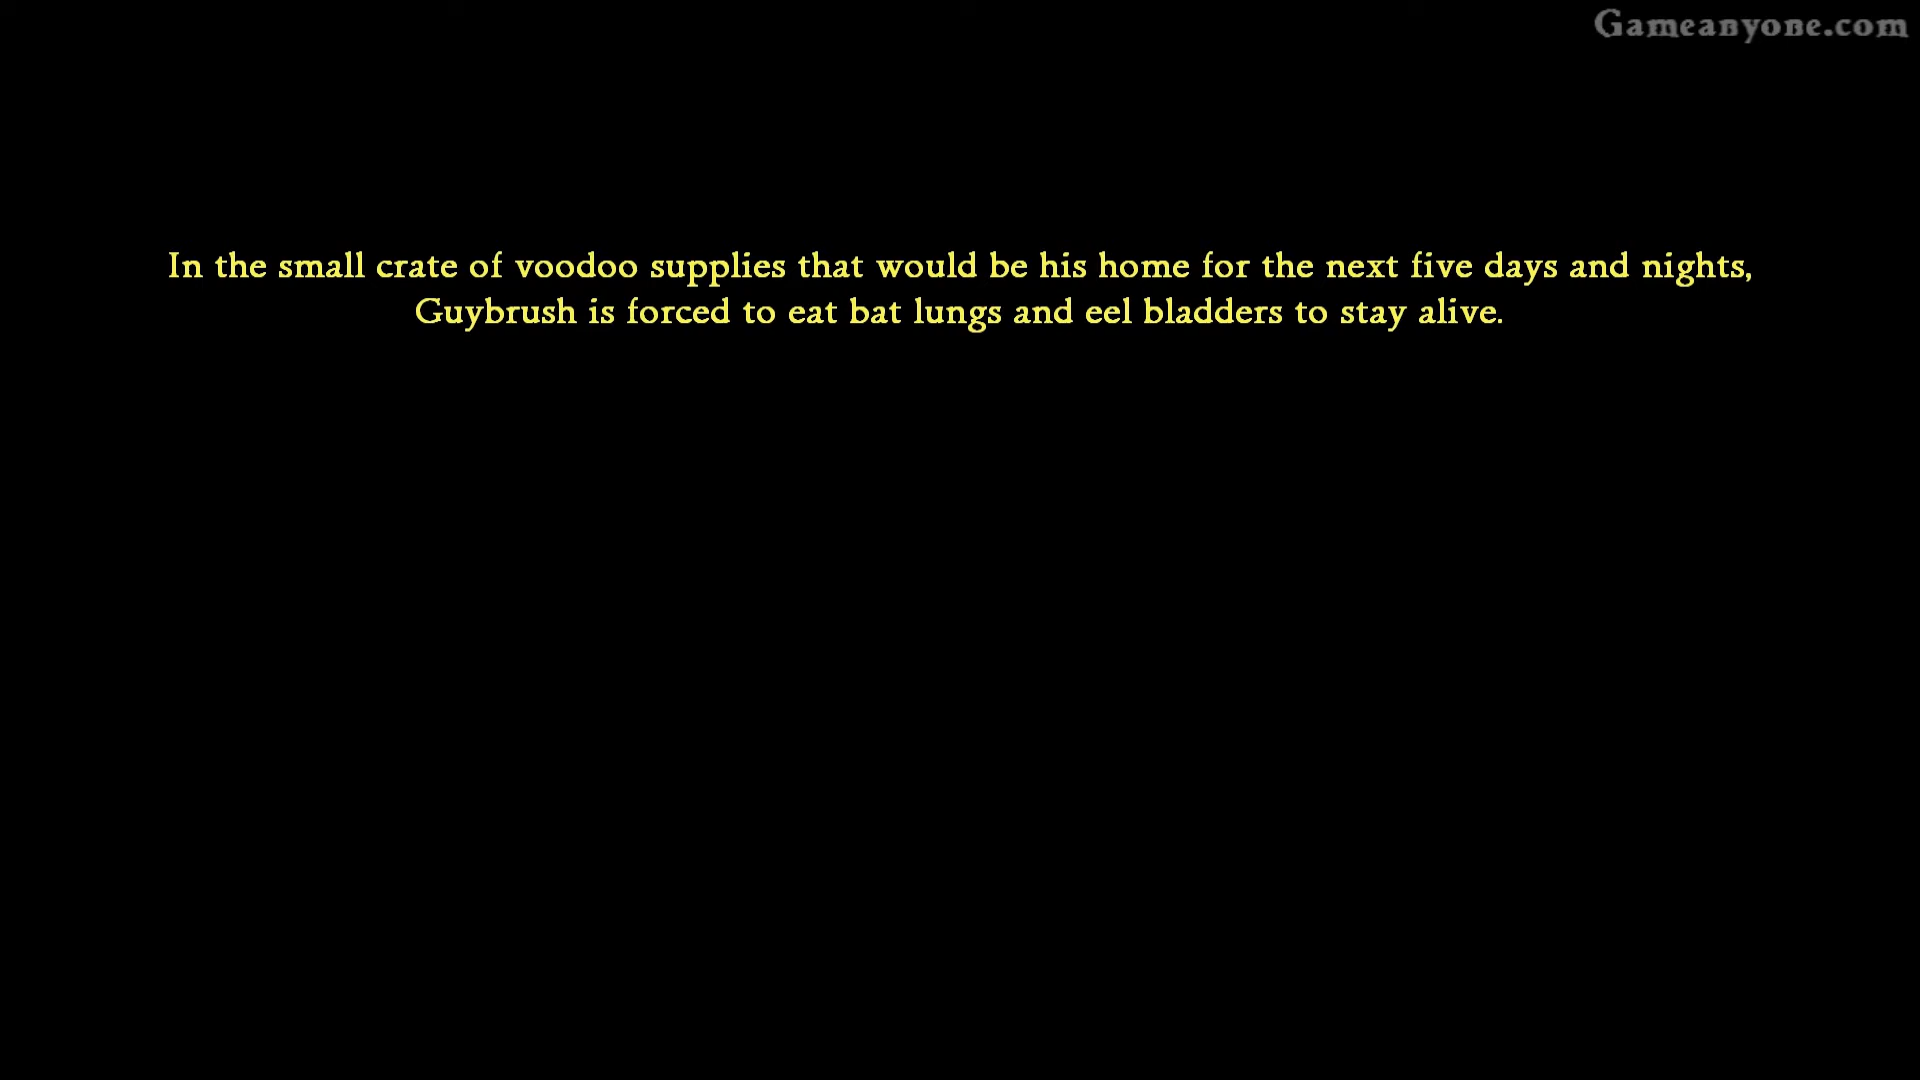 Gameanyone.com
In the small crate of voodoo supplies that would be his home for the next five days and nights,
Guybrush is forced to eat bat lungs and eel bladders to stay alive.